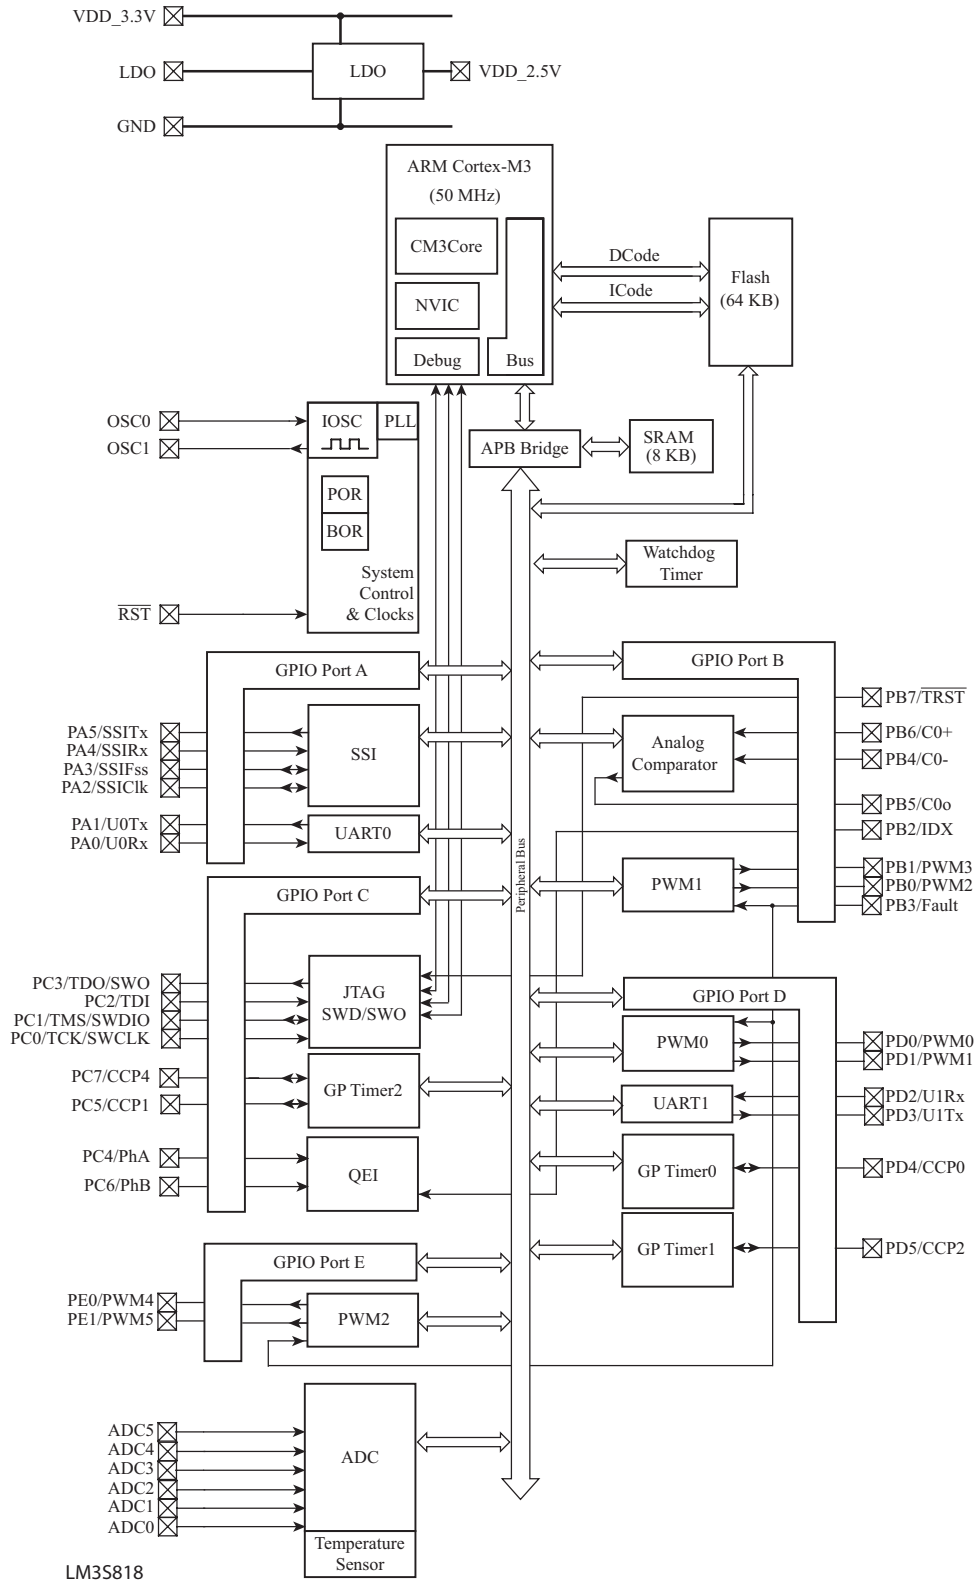 VDD_3.3V
LDO
LDO
VDD_2.5V
GND
ARM Cortex-M3
(50 MHz)
CM3Core
NVIC
Debug
Bus
DCode
ICode
Flash
(64 KB)
OSC0
OSC1
IOSC
PLL
POR
BOR
System
Control
& Clocks
RST
APB Bridge
SRAM
(8 KB)
Watchdog
Timer
GPIO Port A
PA5/SSITx
PA4/SSIRx
PA3/SSIFss
PA2/SSIClk
SSI
PA1/U0Tx
PA0/U0Rx
UART0
GPIO Port B
PB7/TRST
PB6/C0+
PB4/C0-
Analog
Comparator
PB5/C0o
PB2/IDX
PWM1
PB1/PWM3
PB0/PWM2
PB3/Fault
Peripheral Bus
GPIO Port C
PC3/TDO/SWO
PC2/TDI
PC1/TMS/SWDIO
PC0/TCK/SWCLK
JTAG
SWD/SWO
PC7/CCP4
PC5/CCP1
GP Timer2
PC4/PhA
PC6/PhB
QEI
GPIO Port D
PWM0
PD0/PWM0
PD1/PWM1
UART1
PD2/U1Rx
PD3/U1Tx
GP Timer0
PD4/CCP0
GP Timer1
PD5/CCP2
GPIO Port E
PE0/PWM4
PE1/PWM5
PWM2
ADC5
ADC4
ADC3
ADC2
ADC1
ADC0
ADC
Temperature
Sensor
LM3S818